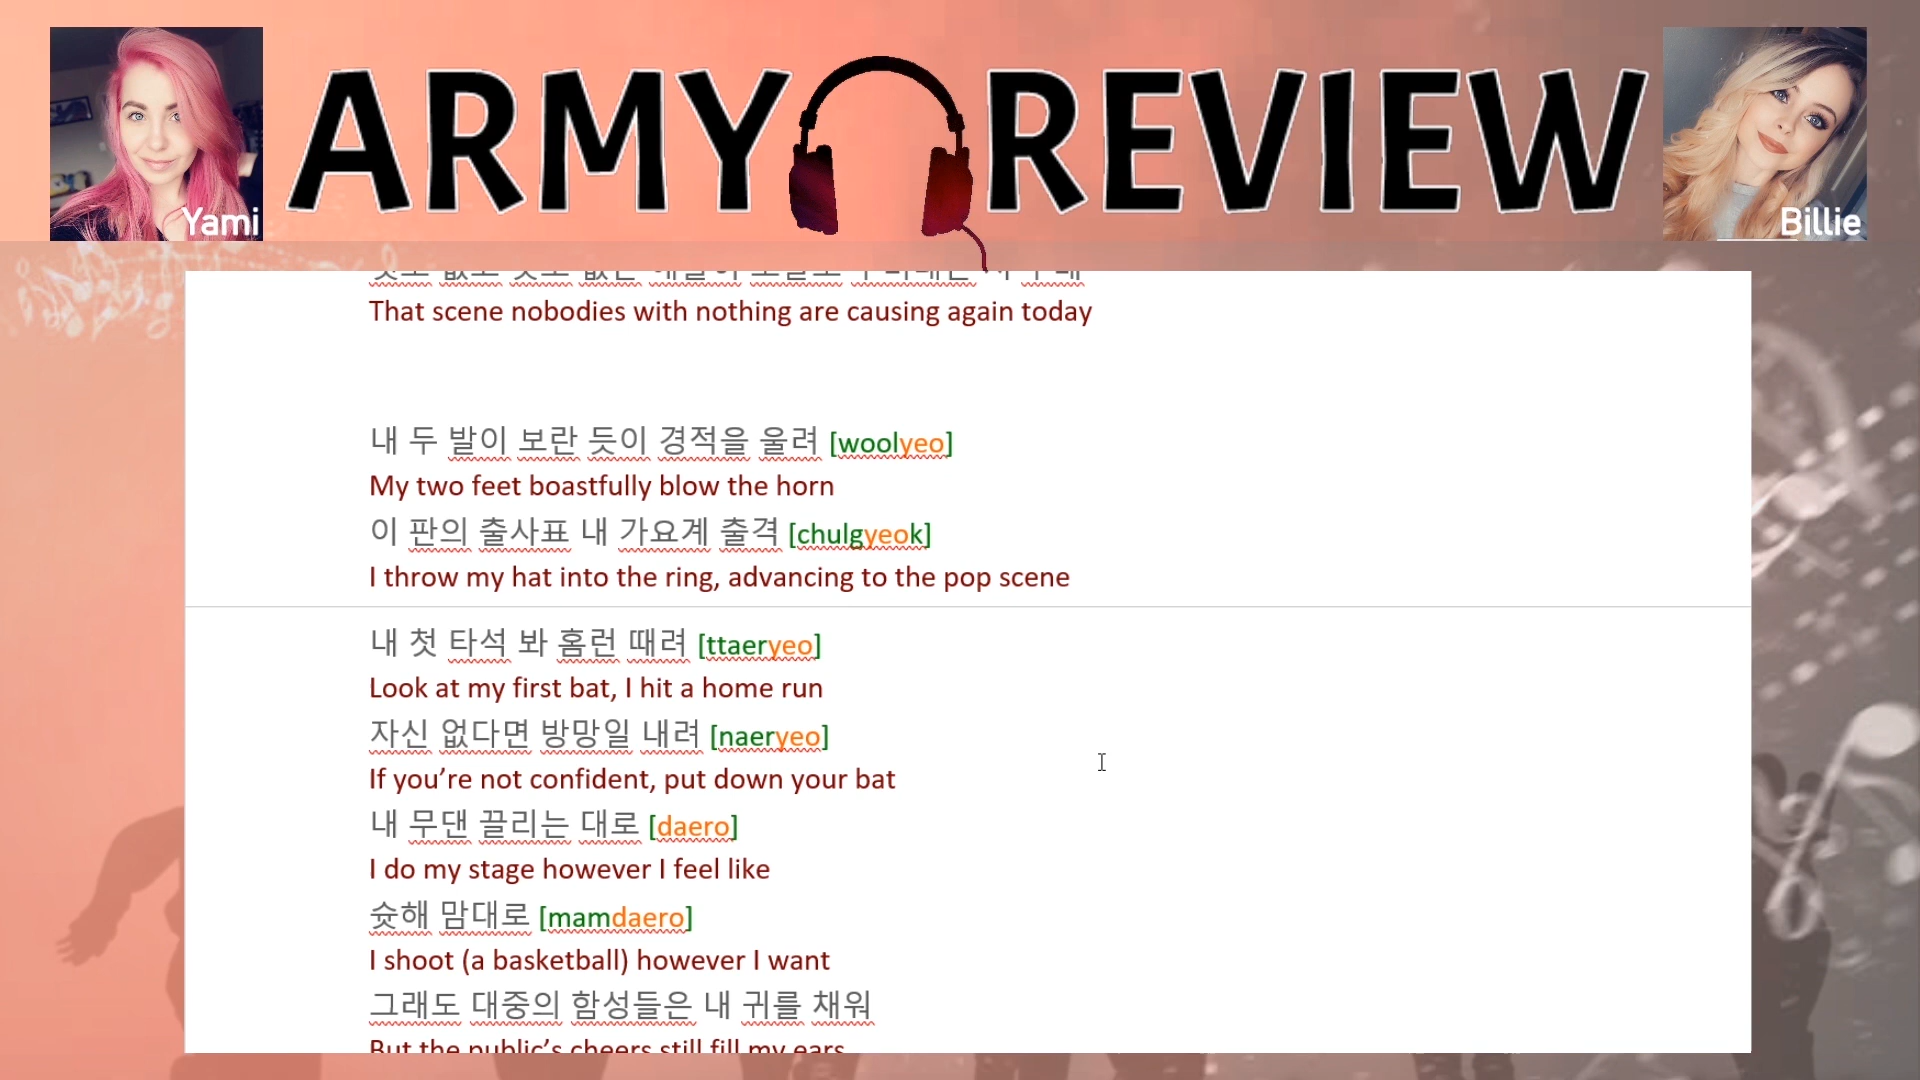 Yami
ARMY REVIEW
Billie
That scene nobodies with nothing are causing again today
내 두 발이 보란 듯이 경적을 울려 [woolyeo]
My two feet boastfully blow the horn
이 판의 출사표 내 가요계 출격 [chulgyeok]
I throw my hat into the ring, advancing to the pop scene
내 첫 타석 봐 홈런 때려 [ttaeryeo]
Look at my first bat, I hit a home run
자신 없다면 방망일 내려 [naeryeo]
If you’re not confident, put down your bat
내 무댄 끌리는 대로 [daero]
I do my stage however I feel like
슛해 맘대로 [mamdaero]
I shoot (a basketball) however I want
그래도 대중의 함성들은 내 귀를 채워
But the public’s cheers still fill my ears